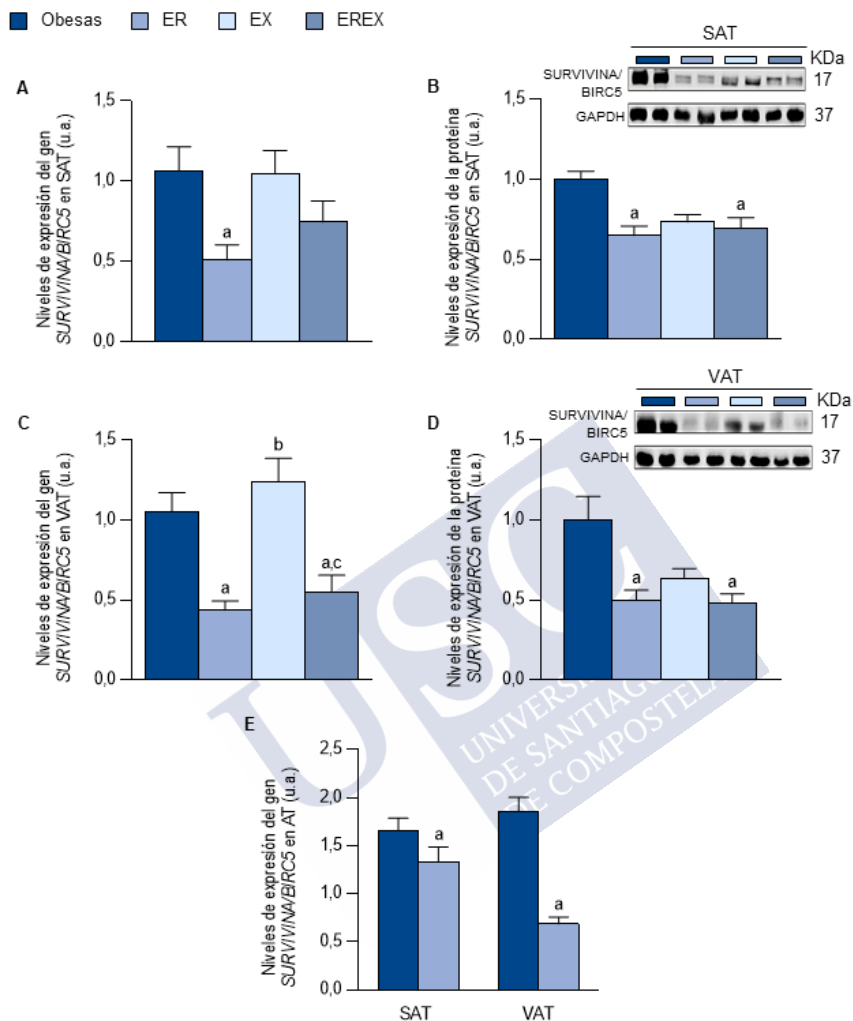 Obesas ER EX EREX
A
Niveles de expresión del gen
SURVIVINA/BIRC5 en SAT (u.a.)
1,5
1,0
0,5
0,0
a
B
SAT
KDa
SURVIVINA/
BIRC5
17
GAPDH
37
Niveles de expresión de la proteína
SURVIVINA/BIRC5 en SAT (u.a.)
1,5
1,0
0,5
0,0
a
a
C
Niveles de expresión del gen
SURVIVINA/BIRC5 en VAT (u.a.)
1,5
1,0
0,5
0,0
a
b
a,c
D
VAT
KDa
SURVIVINA/
BIRC5
17
GAPDH
37
Niveles de expresión de la proteína
SURVIVINA/BIRC5 en VAT (u.a.)
1,5
1,0
0,5
0,0
a
a
E
Niveles de expresión del gen
SURVIVINA/BIRC5 en AT (u.a.)
2,5
2,0
1,5
1,0
0,5
0,0
a
a
SAT VAT
USC
DE SANTIAGO
COMPOSTELA